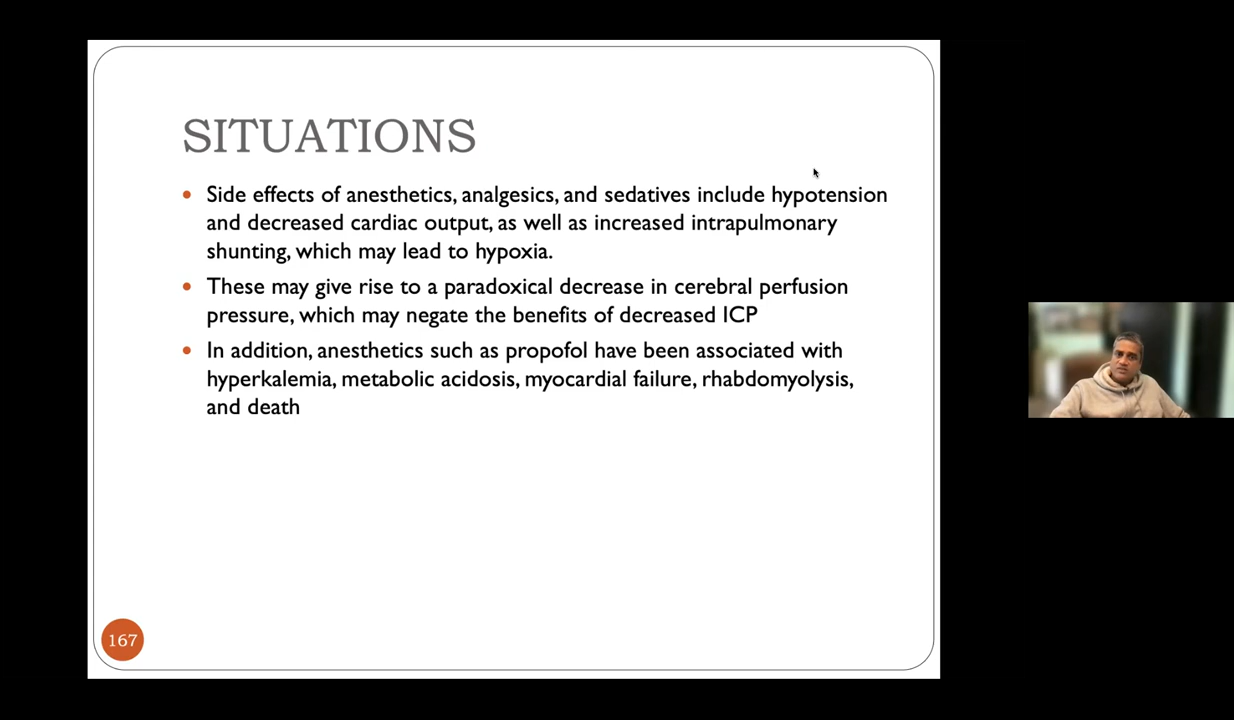 SITUATIONS
Side effects of anesthetics, analgesics, and sedatives include hypotension
and decreased cardiac output, as well as increased intrapulmonary
shunting, which may lead to hypoxia.
These may give rise to a paradoxical decrease in cerebral perfusion
pressure, which may negate the benefits of decreased ICP
In addition, anesthetics such as propofol have been associated with
hyperkalemia, metabolic acidosis, myocardial failure, rhabdomyolysis,
and death
167